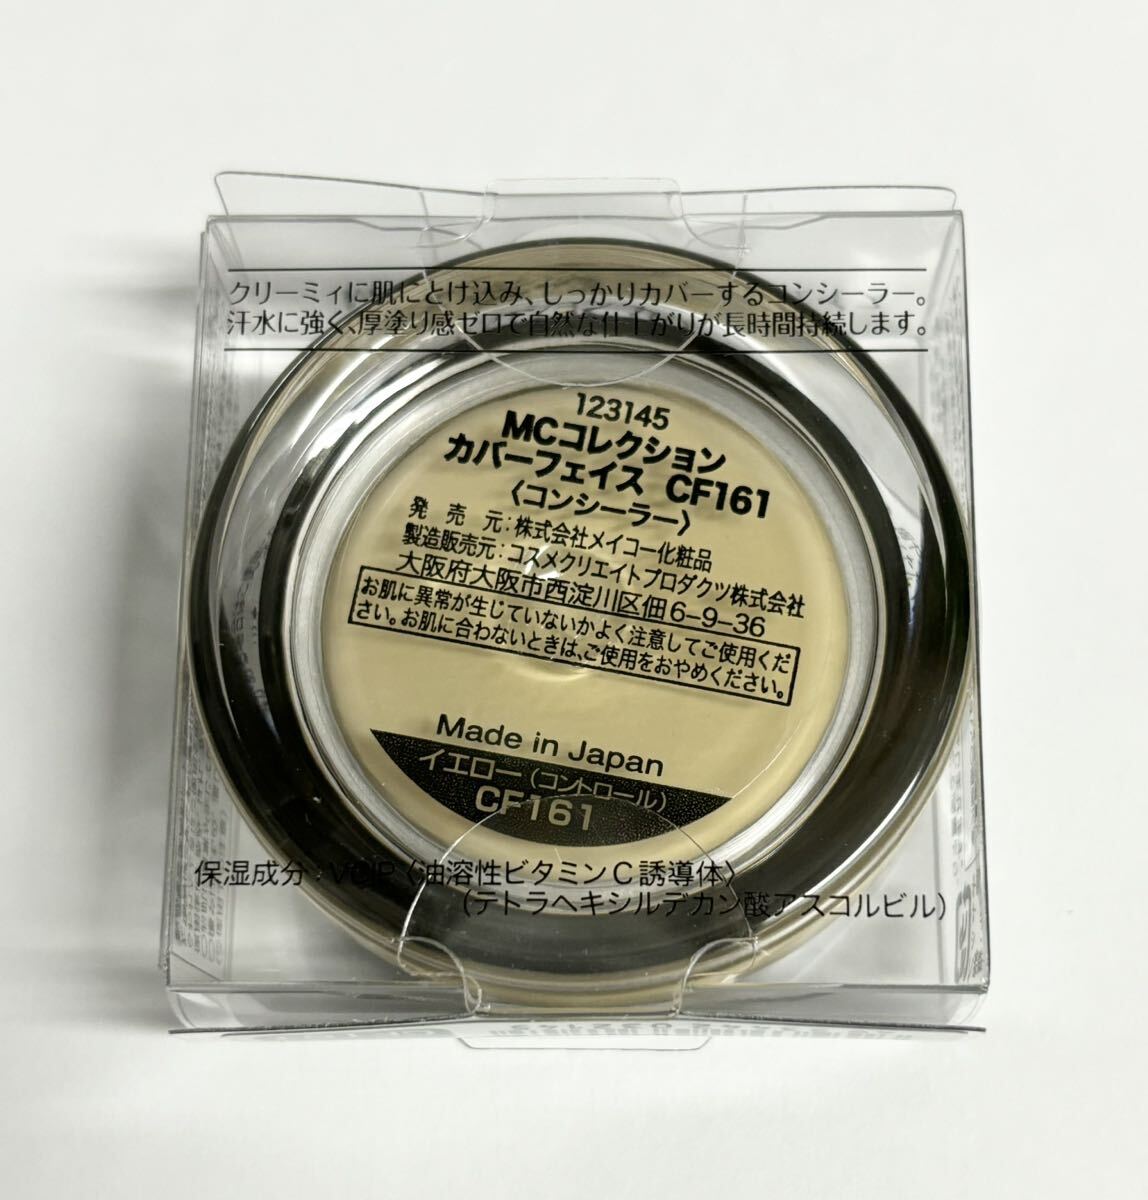 クリーミィに肌にとけ込み、しっかりカバーするコンシーラー。
汗水に強く、厚塗り感ゼロで自然な仕上がりが長時間持続します。
123145
MCコレクション
カバーフェイス CF161
〈コンシーラー〉
発売元：株式会社メイコー化粧品
製造販売元：コスメクリエイトプロダクツ株式会社
大阪府大阪市西淀川区佃6-9-36
お肌に異常が生じていないかよく注意してご使用くだ
さい。お肌に合わないときは、ご使用をおやめください。
Made in Japan
イエロー（コントロール）
CF161
保湿成分：VCIP〈油溶性ビタミンC誘導体〉
（テトラヘキシルデカン酸アスコルビル）